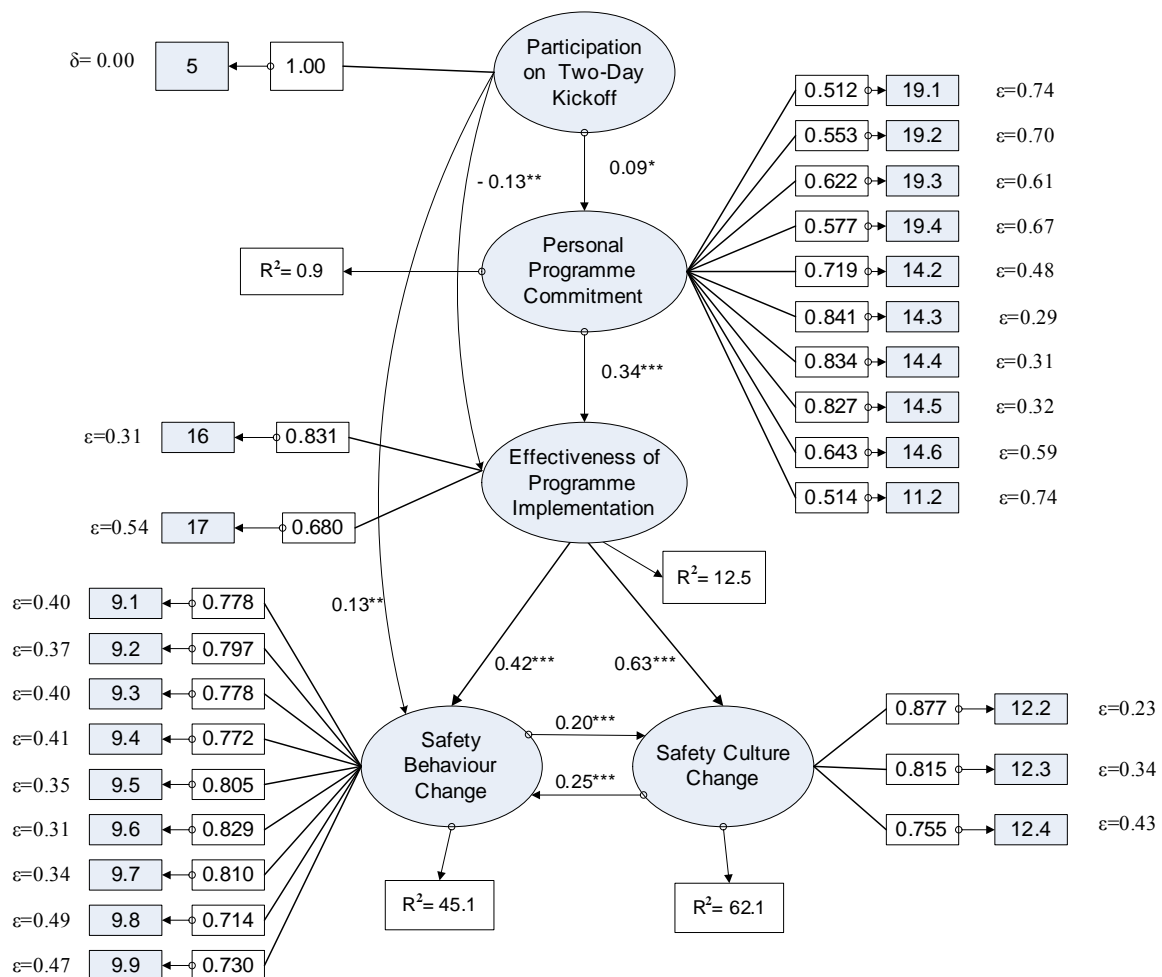 Participation
on Two-Day
Kickoff
δ= 0.00
5
1.00
0.512
19.1
ε=0.74
0.553
19.2
ε=0.70
0.622
19.3
ε=0.61
0.577
19.4
ε=0.67
0.719
14.2
ε=0.48
0.841
14.3
ε=0.29
0.834
14.4
ε=0.31
0.827
14.5
ε=0.32
0.643
14.6
ε=0.59
0.514
11.2
ε=0.74
- 0.13**
0.09*
Personal
Programme
Commitment
R²= 0.9
0.34***
ε=0.31
16
0.831
ε=0.54
17
0.680
Effectiveness of
Programme
Implementation
R²= 12.5
0.13**
0.42***
0.63***
ε=0.40
9.1
0.778
ε=0.37
9.2
0.797
ε=0.40
9.3
0.778
ε=0.41
9.4
0.772
ε=0.35
9.5
0.805
ε=0.31
9.6
0.829
ε=0.34
9.7
0.810
ε=0.49
9.8
0.714
ε=0.47
9.9
0.730
Safety
Behaviour
Change
0.20***
0.25***
Safety Culture
Change
0.877
12.2
ε=0.23
0.815
12.3
ε=0.34
0.755
12.4
ε=0.43
R²= 45.1
R²= 62.1